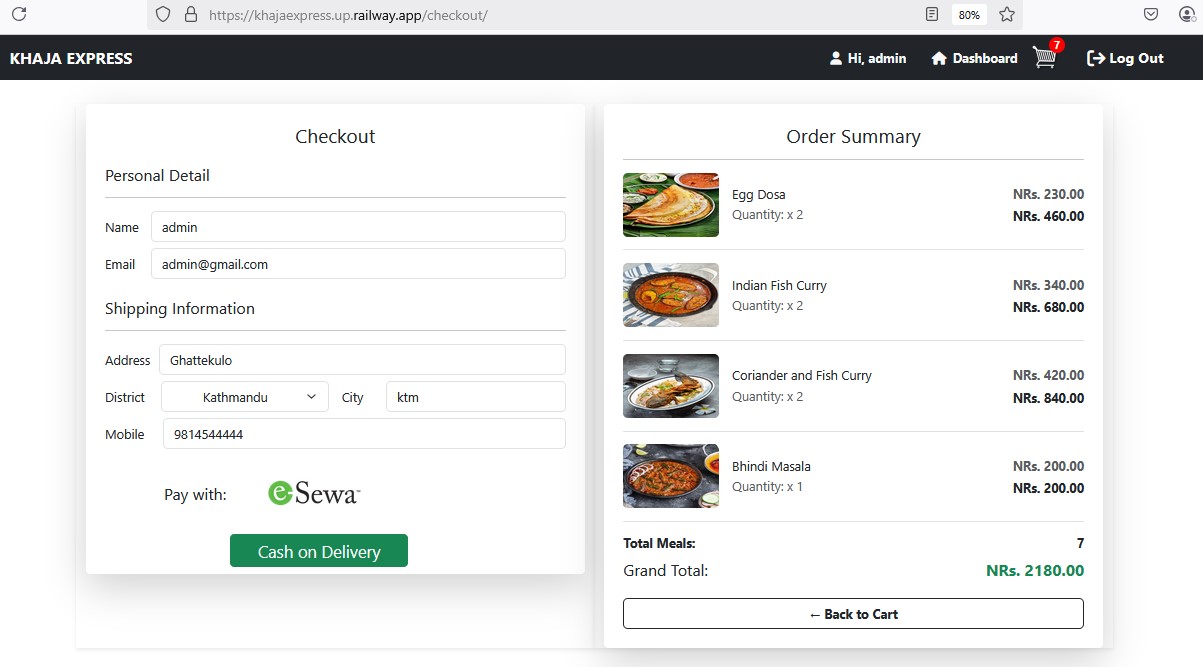 https://khajaexpress.up.railway.app/checkout/
80%
KHAJA EXPRESS
Hi, admin
Dashboard
7
Log Out
Checkout
Personal Detail
Name admin
Email admin@gmail.com
Shipping Information
Address Ghattekulo
District Kathmandu City ktm
Mobile 9814544444
Pay with: eSewa™
Cash on Delivery
Order Summary
Egg Dosa NRs. 230.00
Quantity: x 2 NRs. 460.00
Indian Fish Curry NRs. 340.00
Quantity: x 2 NRs. 680.00
Coriander and Fish Curry NRs. 420.00
Quantity: x 2 NRs. 840.00
Bhindi Masala NRs. 200.00
Quantity: x 1 NRs. 200.00
Total Meals: 7
Grand Total: NRs. 2180.00
← Back to Cart